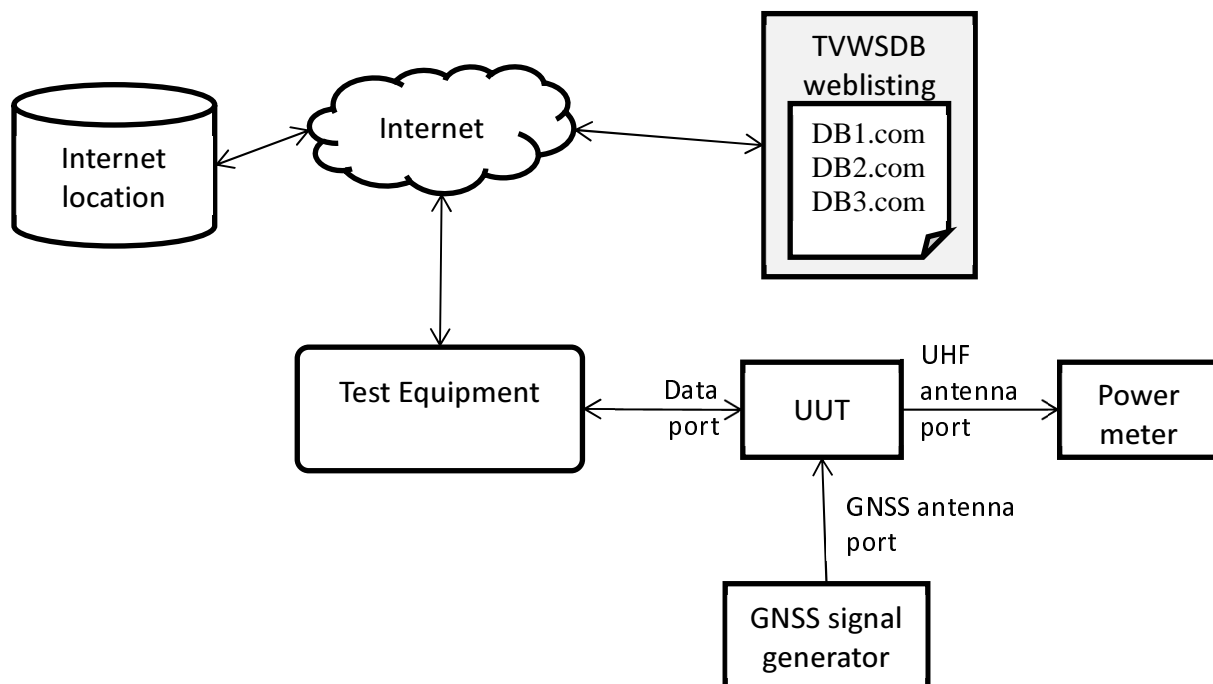 TVWSDB
weblisting
DB1.com
DB2.com
DB3.com
Internet
Internet
location
Test Equipment
Data
port
UUT
UHF
antenna
port
Power
meter
GNSS antenna
port
GNSS signal
generator